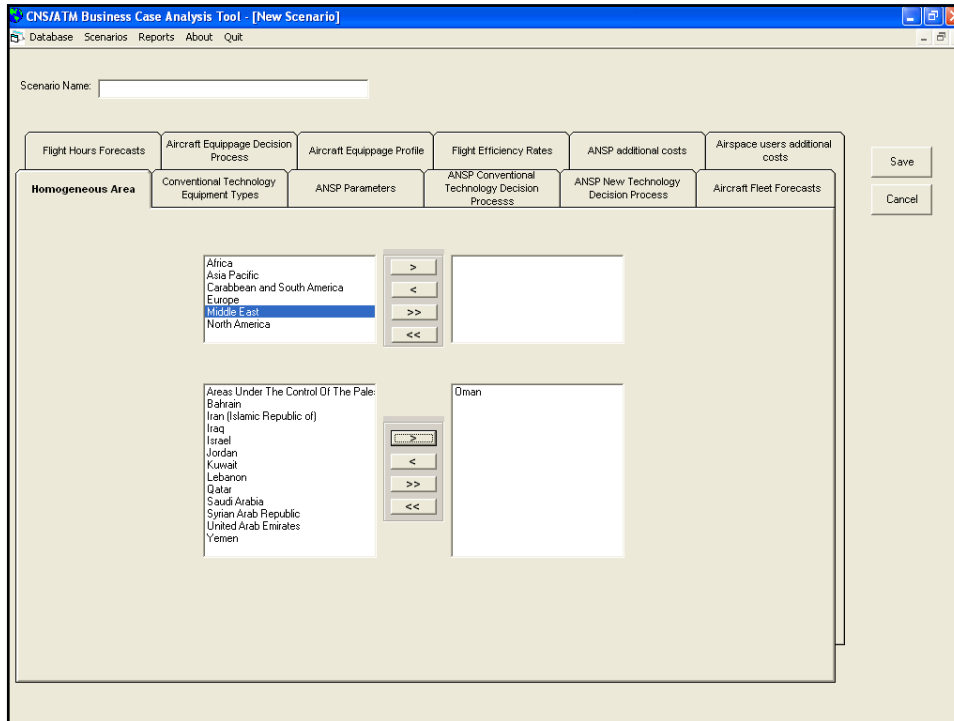 CNS/ATM Business Case Analysis Tool - [New Scenario]
Database Scenarios Reports About Quit
Scenario Name:
Flight Hours Forecasts
Aircraft Equippage Decision
Process
Aircraft Equippage Profile
Flight Efficiency Rates
ANSP additional costs
Airspace users additional
costs
Save
Homogeneous Area
Conventional Technology
Equipment Types
ANSP Parameters
ANSP Conventional
Technology Decision
Processs
ANSP New Technology
Decision Process
Aircraft Fleet Forecasts
Cancel
Africa
Asia Pacific
Carabbean and South America
Europe
Middle East
North America
>
<
>>
<<
Areas Under The Control Of The Pales
Bahrain
Iran (Islamic Republic of)
Iraq
Israel
Jordan
Kuwait
Lebanon
Qatar
Saudi Arabia
Syrian Arab Republic
United Arab Emirates
Yemen
>
<
>>
<<
Oman